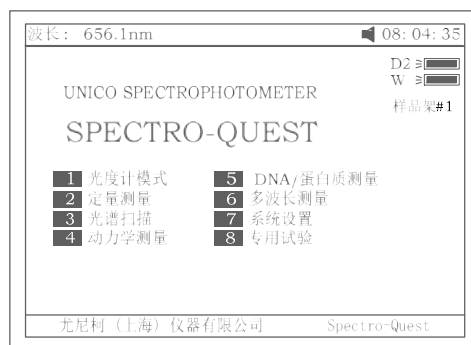 波长: 656.1nm 08:04:35
D2
W
样品架#1
UNICO SPECTROPHOTOMETER
SPECTRO-QUEST
1 光度计模式 5 DNA/蛋白质测量
2 定量测量 6 多波长测量
3 光谱扫描 7 系统设置
4 动力学测量 8 专用试验
尤尼柯（上海）仪器有限公司 Spectro-Quest